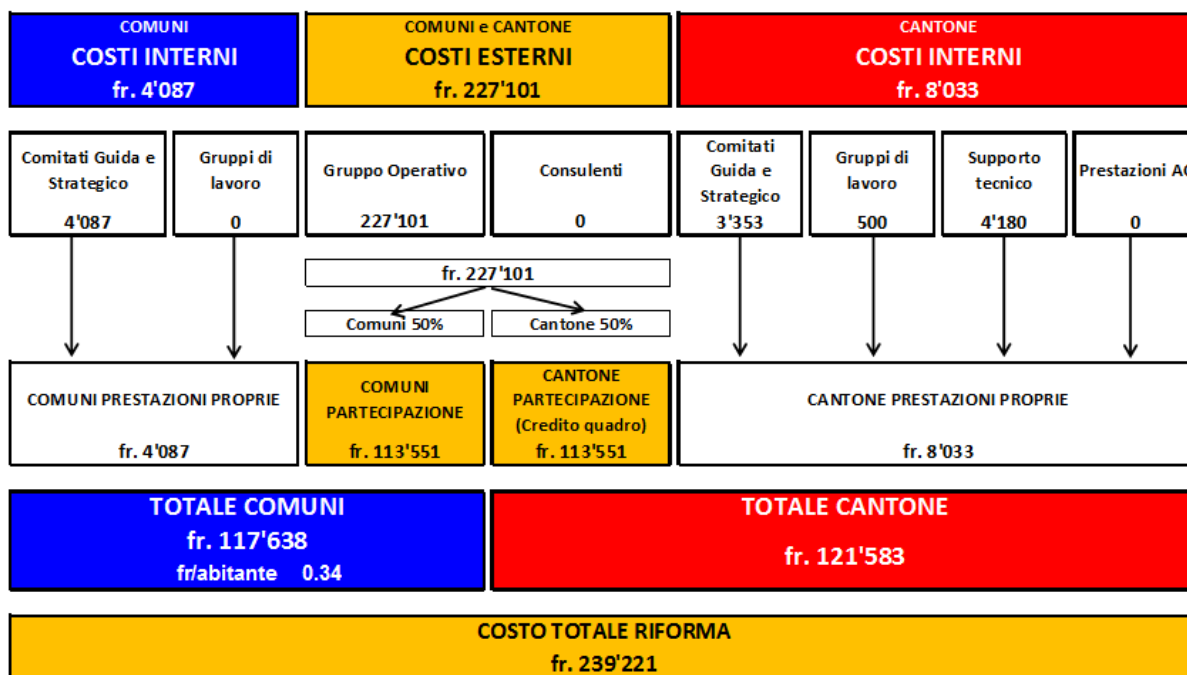 COMUNI
COSTI INTERNI
fr. 4'087
COMUNI e CANTONE
COSTI ESTERNI
fr. 227'101
CANTONE
COSTI INTERNI
fr. 8'033
Comitati Guida e
Strategico
4'087
Gruppi di
lavoro
0
Gruppo Operativo
227'101
Consulenti
0
Comitati
Guida e
Strategico
3'353
Gruppi di
lavoro
500
Supporto
tecnico
4'180
Prestazioni
0
fr. 227'101
Comuni 50%
Cantone 50%
COMUNI PRESTAZIONI PROPRIE
fr. 4'087
COMUNI
PARTECIPAZIONE
fr. 113'551
CANTONE
PARTECIPAZIONE
(Credito quadro)
fr. 113'551
CANTONE PRESTAZIONI PROPRIE
fr. 8'033
TOTALE COMUNI
fr. 117'638
fr/abitante 0.34
TOTALE CANTONE
fr. 121'583
COSTO TOTALE RIFORMA
fr. 239'221